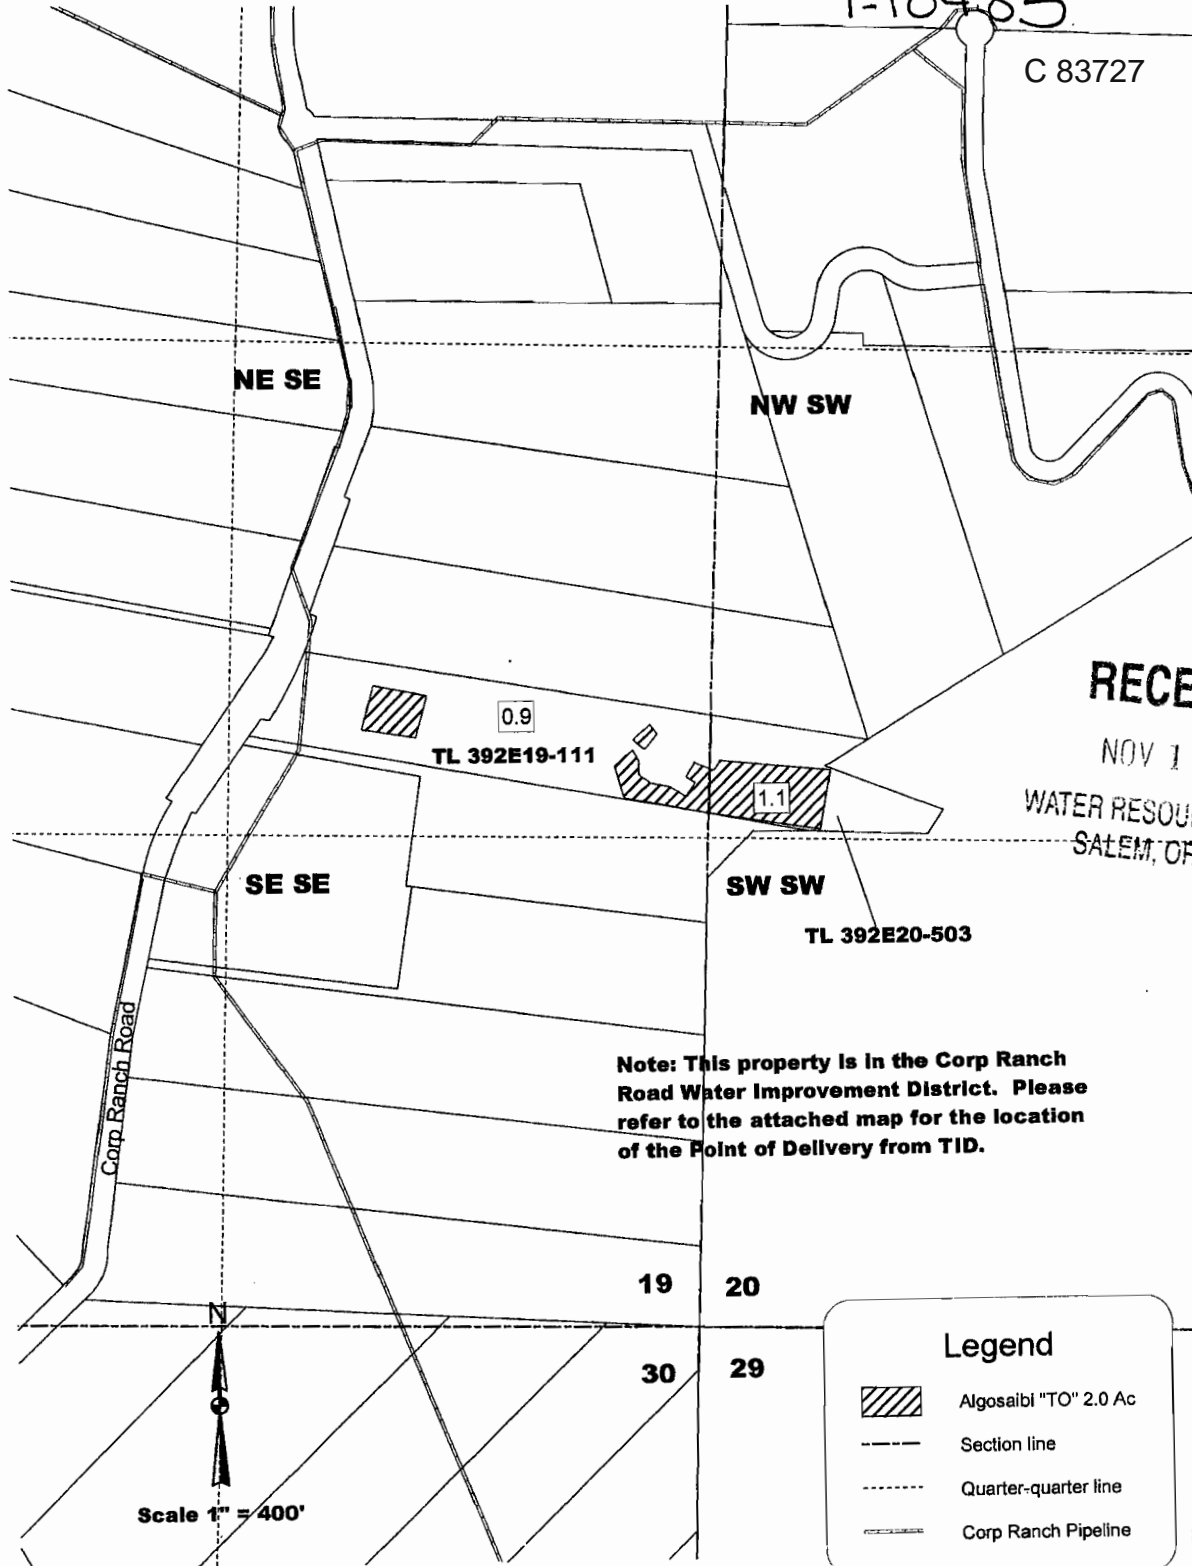 C 83727
NE SE
NW SW
RECE
0.9
NOV 1
TL 392E19-111
1.1
WATER RESOU
SALEM, OR
SE SE
SW SW
TL 392E20-503
Corp Ranch Road
Note: This property is in the Corp Ranch
Road Water Improvement District. Please
refer to the attached map for the location
of the Point of Delivery from TID.
19
20
N
Legend
30
29
Algosaibi "TO" 2.0 Ac
Section line
Quarter-quarter line
Scale 1" = 400'
Corp Ranch Pipeline